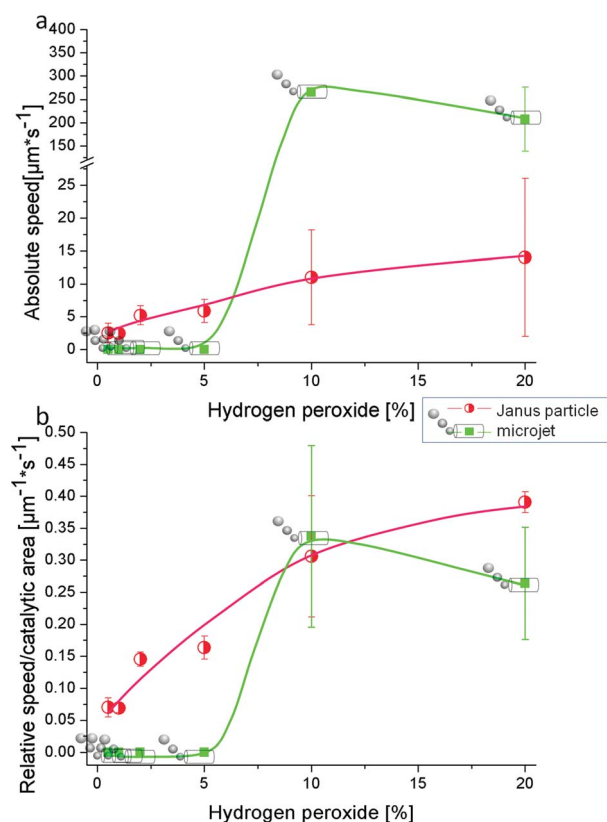 a
400
350
300
250
200
150
25
20
15
10
5
0
Absolute speed[µm*s⁻¹]
0 5 10 15 20
Hydrogen peroxide [%]
Janus particle
microjet
b
0.50
0.45
0.40
0.35
0.30
0.25
0.20
0.15
0.10
0.05
0.00
Relative speed/catalytic area [µm⁻¹*s⁻¹]
0 5 10 15 20
Hydrogen peroxide [%]